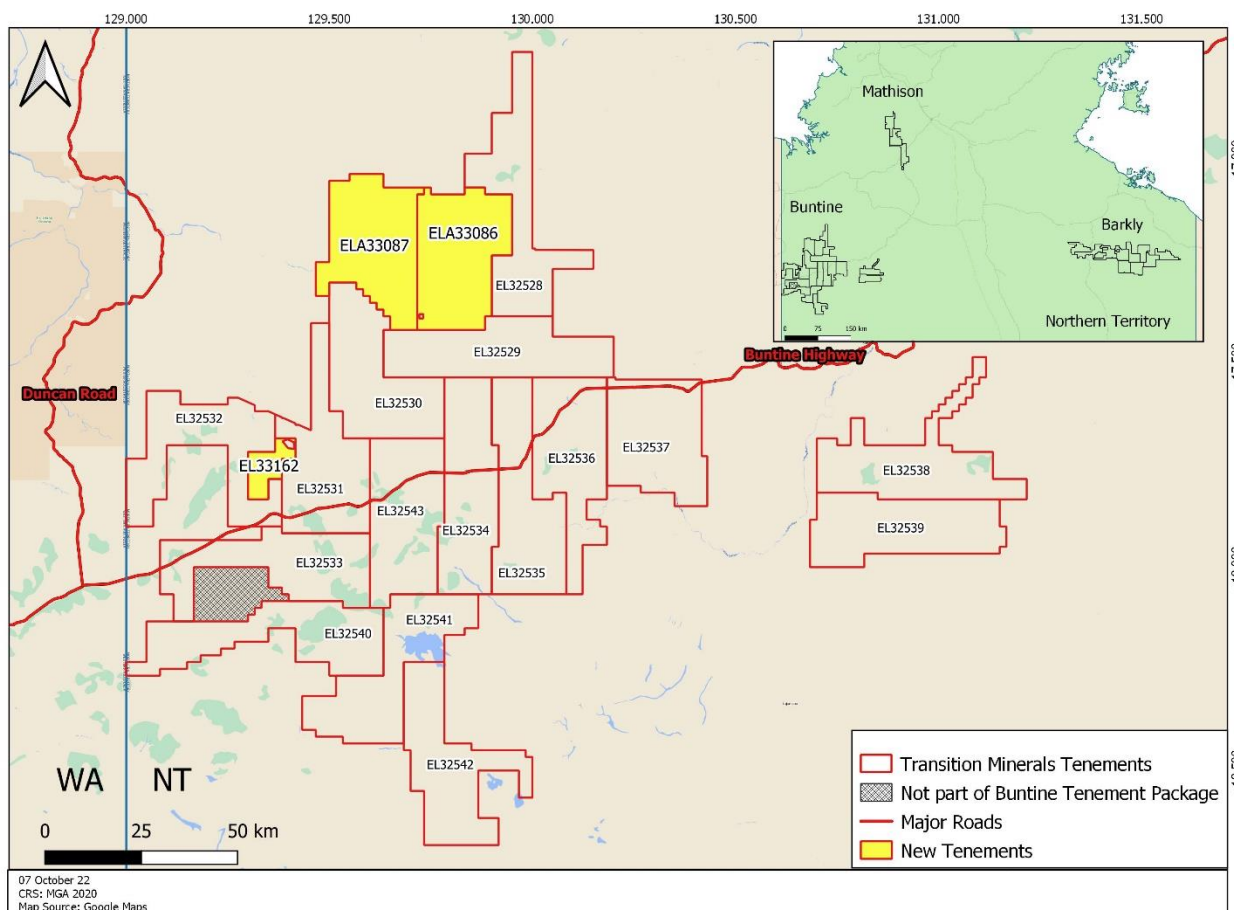 129.000 129.500 130.000 130.500 131.000 131.500
Mathison
Buntine
Barkly
0 75 150 km
Northern Territory
ELA33087
ELA33086
EL32528
EL32529
Buntine Highway
Duncan Road
EL32530
EL32532
EL33162
EL32531
EL32536
EL32537
EL32538
EL32543
EL32534
EL32539
EL32533
EL32535
EL32540
EL32541
EL32542
WA NT
0 25 50 km
Transition Minerals Tenements
Not part of Buntine Tenement Package
Major Roads
New Tenements
07 October 22
CRS: MGA 2020
Map Source: Google Maps